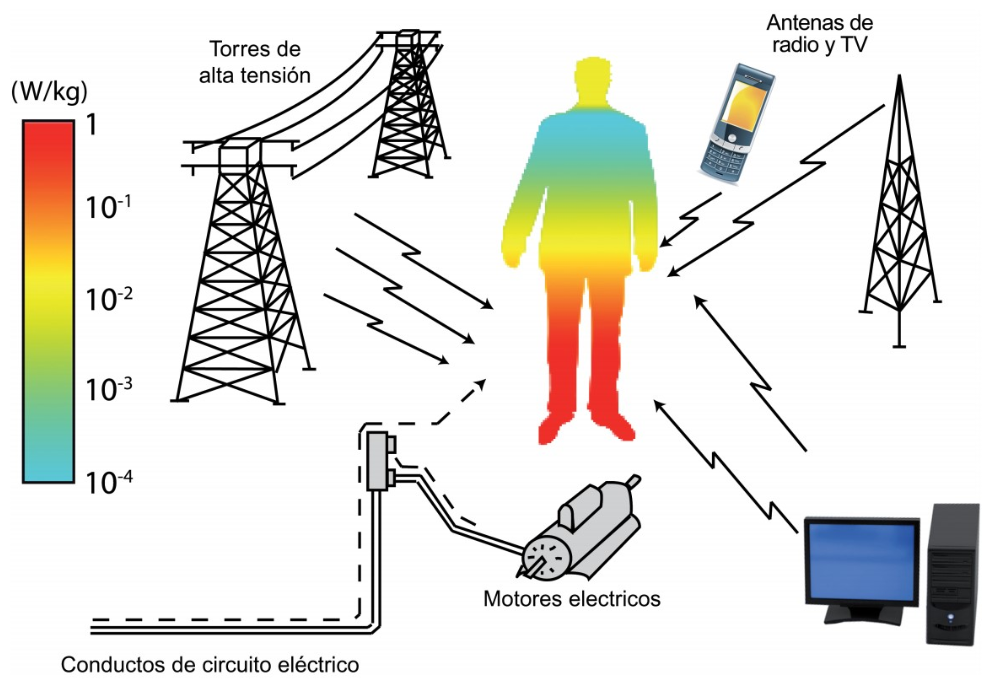 Torres de
alta tensión
Antenas de
radio y TV
(W/kg)
1
10⁻¹
10⁻²
10⁻³
10⁻⁴
Motores electricos
Conductos de circuito eléctrico